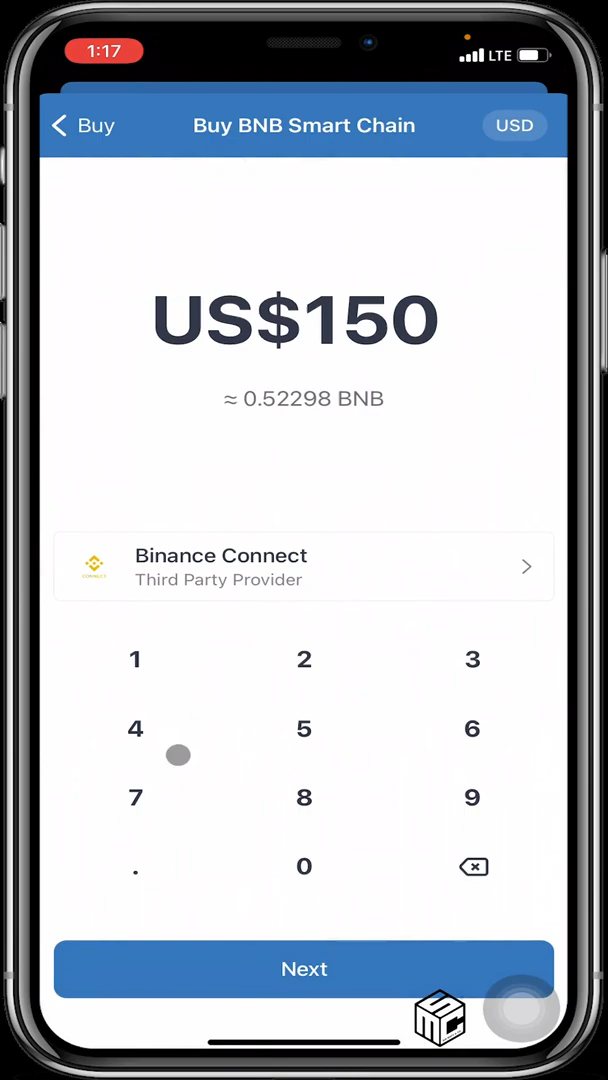 1:17
LTE
Buy
Buy BNB Smart Chain
USD
US$150
≈ 0.52298 BNB
CONNECT
Binance Connect
Third Party Provider
1 2 3
4 5 6
7 8 9
. 0
Next